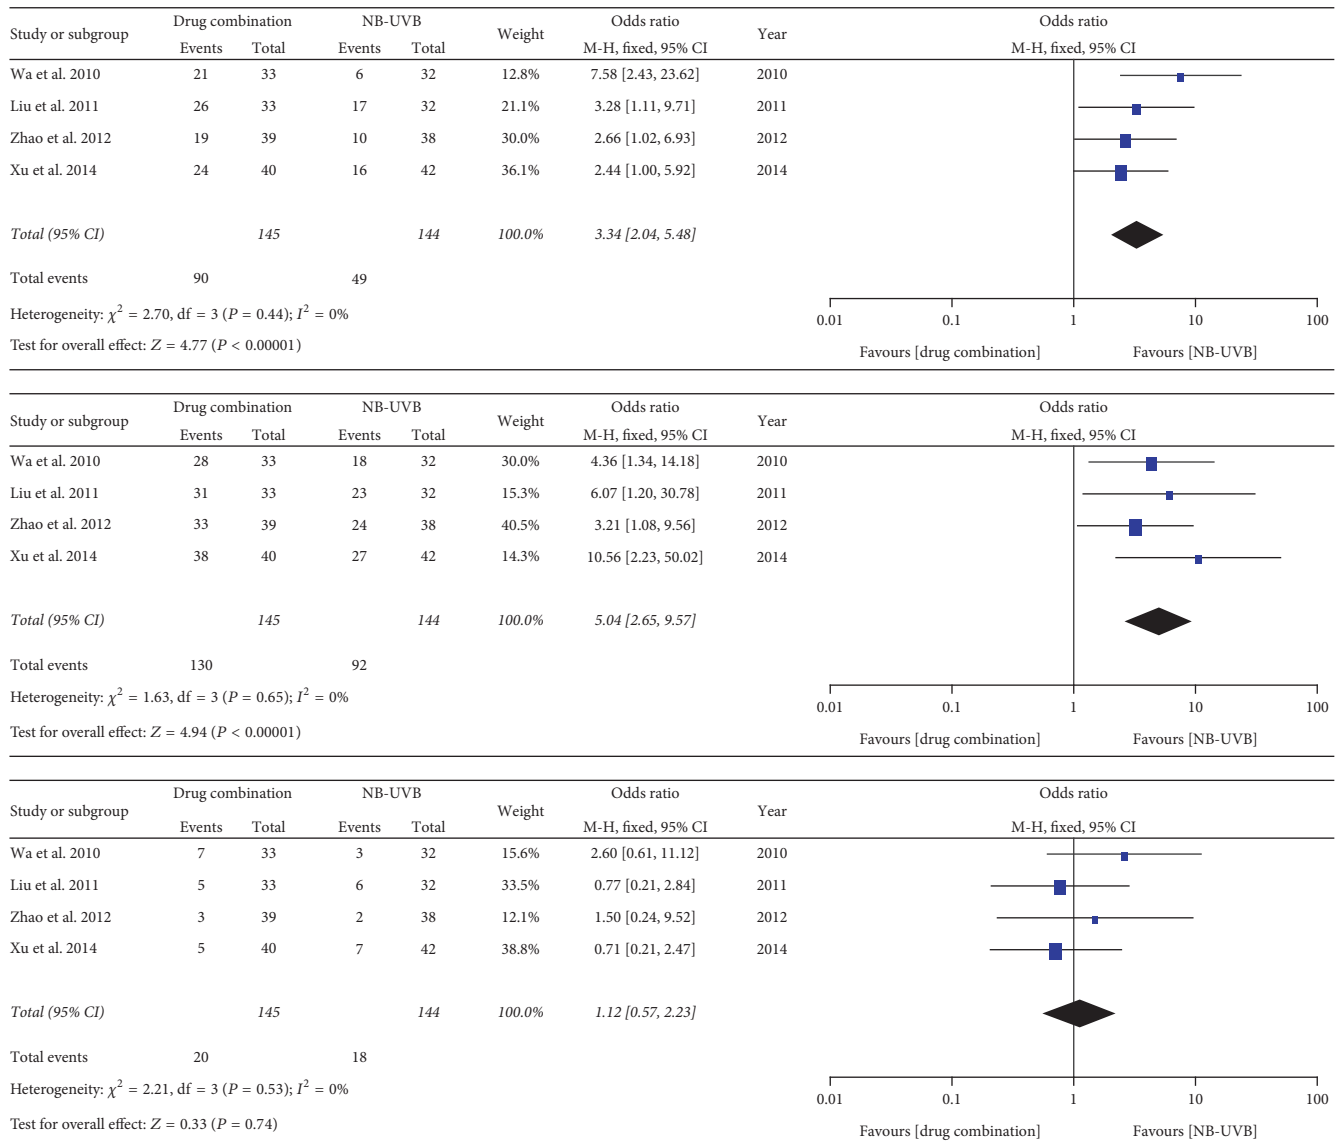 Study or subgroup Drug combination NB-UVB Weight Odds ratio Year Odds ratio
Events Total Events Total M-H, fixed, 95% CI M-H, fixed, 95% CI
Wa et al. 2010 21 33 6 32 12.8% 7.58 [2.43, 23.62] 2010
Liu et al. 2011 26 33 17 32 21.1% 3.28 [1.11, 9.71] 2011
Zhao et al. 2012 19 39 10 38 30.0% 2.66 [1.02, 6.93] 2012
Xu et al. 2014 24 40 16 42 36.1% 2.44 [1.00, 5.92] 2014
Total (95% CI) 145 144 100.0% 3.34 [2.04, 5.48]
Total events 90 49
Heterogeneity: χ² = 2.70, df = 3 (P = 0.44); I² = 0%
0.01 0.1 1 10 100
Test for overall effect: Z = 4.77 (P < 0.00001)
Favours [drug combination] Favours [NB-UVB]
Study or subgroup Drug combination NB-UVB Weight Odds ratio Year Odds ratio
Events Total Events Total M-H, fixed, 95% CI M-H, fixed, 95% CI
Wa et al. 2010 28 33 18 32 30.0% 4.36 [1.34, 14.18] 2010
Liu et al. 2011 31 33 23 32 15.3% 6.07 [1.20, 30.78] 2011
Zhao et al. 2012 33 39 24 38 40.5% 3.21 [1.08, 9.56] 2012
Xu et al. 2014 38 40 27 42 14.3% 10.56 [2.23, 50.02] 2014
Total (95% CI) 145 144 100.0% 5.04 [2.65, 9.57]
Total events 130 92
Heterogeneity: χ² = 1.63, df = 3 (P = 0.65); I² = 0%
0.01 0.1 1 10 100
Test for overall effect: Z = 4.94 (P < 0.00001)
Favours [drug combination] Favours [NB-UVB]
Study or subgroup Drug combination NB-UVB Weight Odds ratio Year Odds ratio
Events Total Events Total M-H, fixed, 95% CI M-H, fixed, 95% CI
Wa et al. 2010 7 33 3 32 15.6% 2.60 [0.61, 11.12] 2010
Liu et al. 2011 5 33 6 32 33.5% 0.77 [0.21, 2.84] 2011
Zhao et al. 2012 3 39 2 38 12.1% 1.50 [0.24, 9.52] 2012
Xu et al. 2014 5 40 7 42 38.8% 0.71 [0.21, 2.47] 2014
Total (95% CI) 145 144 100.0% 1.12 [0.57, 2.23]
Total events 20 18
Heterogeneity: χ² = 2.21, df = 3 (P = 0.53); I² = 0%
0.01 0.1 1 10 100
Test for overall effect: Z = 0.33 (P = 0.74)
Favours [drug combination] Favours [NB-UVB]